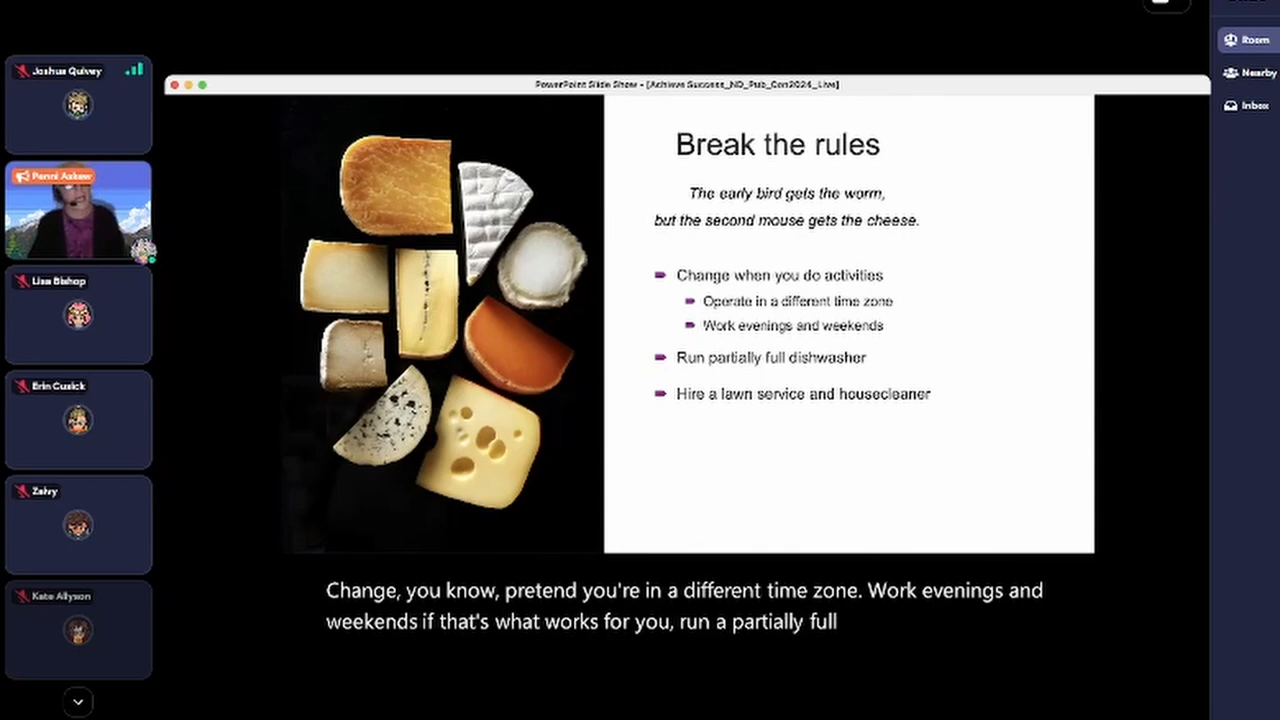 Room
Nearby
Inbox
Joshua Quivey
Penni Askew
Lisa Bishop
Erin Cusick
Zalvy
Kate Allyson
PowerPoint Slide Show - [Achieve Success_ND_Pub_Con2024_Live]
Break the rules
The early bird gets the worm,
but the second mouse gets the cheese.
Change when you do activities
Operate in a different time zone
Work evenings and weekends
Run partially full dishwasher
Hire a lawn service and housecleaner
Change, you know, pretend you're in a different time zone. Work evenings and
weekends if that's what works for you, run a partially full